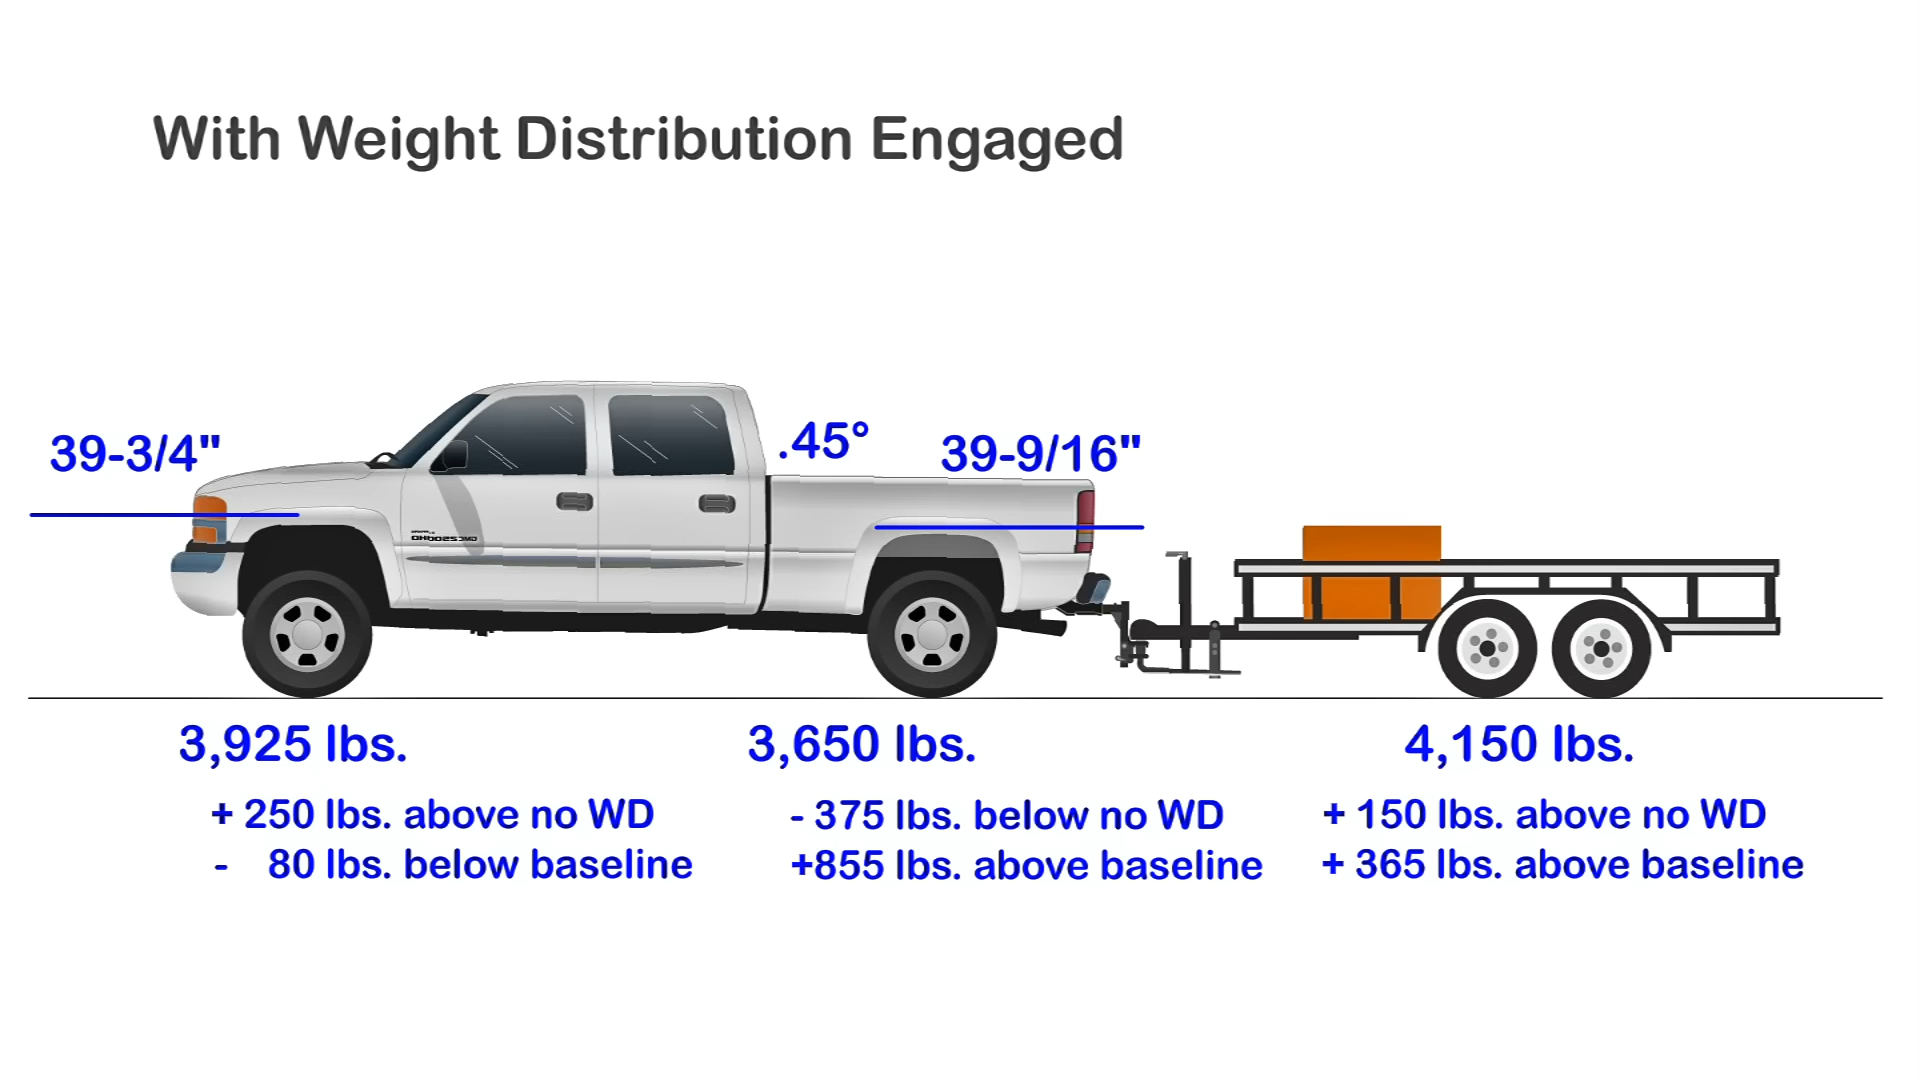 With Weight Distribution Engaged
39-3/4" .45° 39-9/16"
3,925 lbs. 3,650 lbs. 4,150 lbs.
+ 250 lbs. above no WD - 375 lbs. below no WD + 150 lbs. above no WD
- 80 lbs. below baseline +855 lbs. above baseline + 365 lbs. above baseline